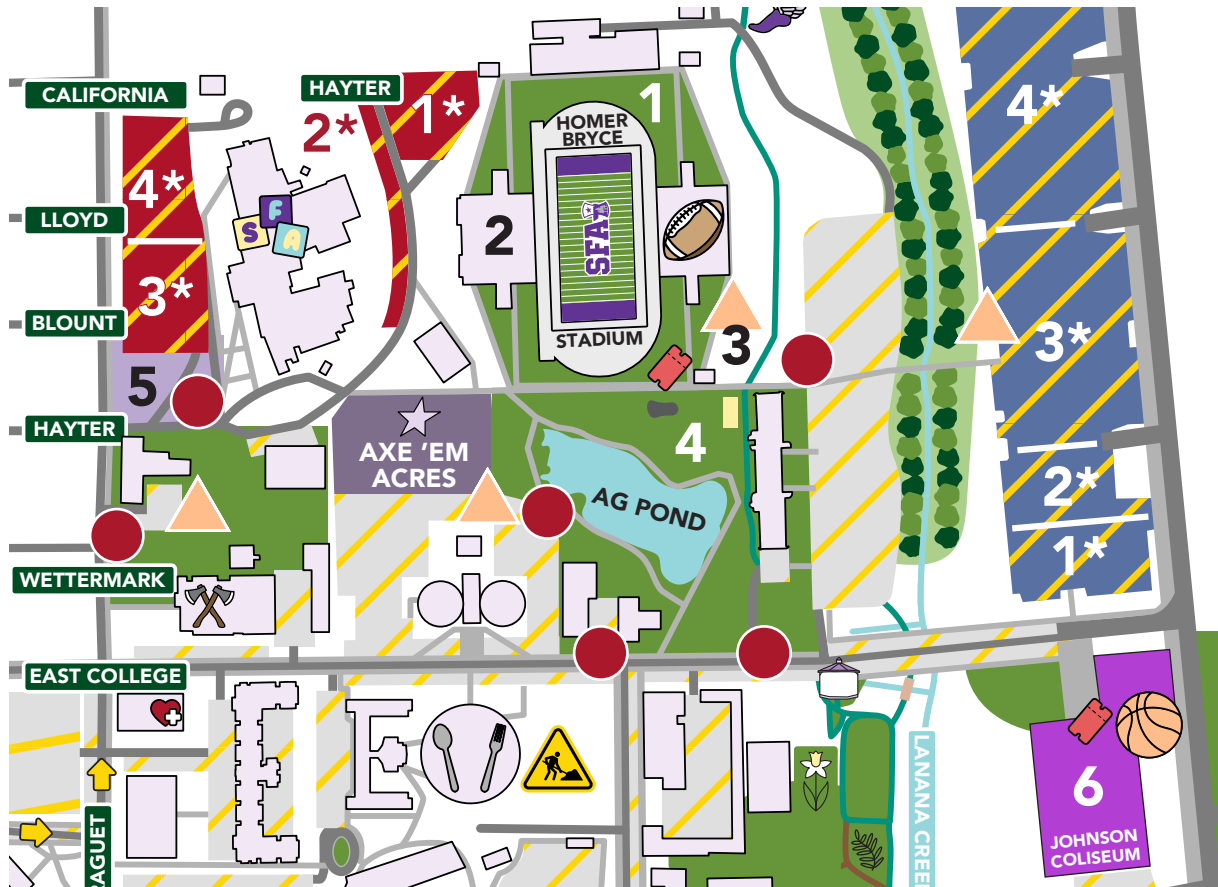 CALIFORNIA
HAYTER
1*
2*
1
4*
HOMER
BRYCE
4*
LLOYD
S
F
A
2
SFA
3*
BLOUNT
STADIUM
3
3*
5
HAYTER
AXE ’EM
ACRES
4
AG POND
2*
1*
WETTERMARK
EAST COLLEGE
RAGUET
LANANA CREE
6
JOHNSON
COLISEUM